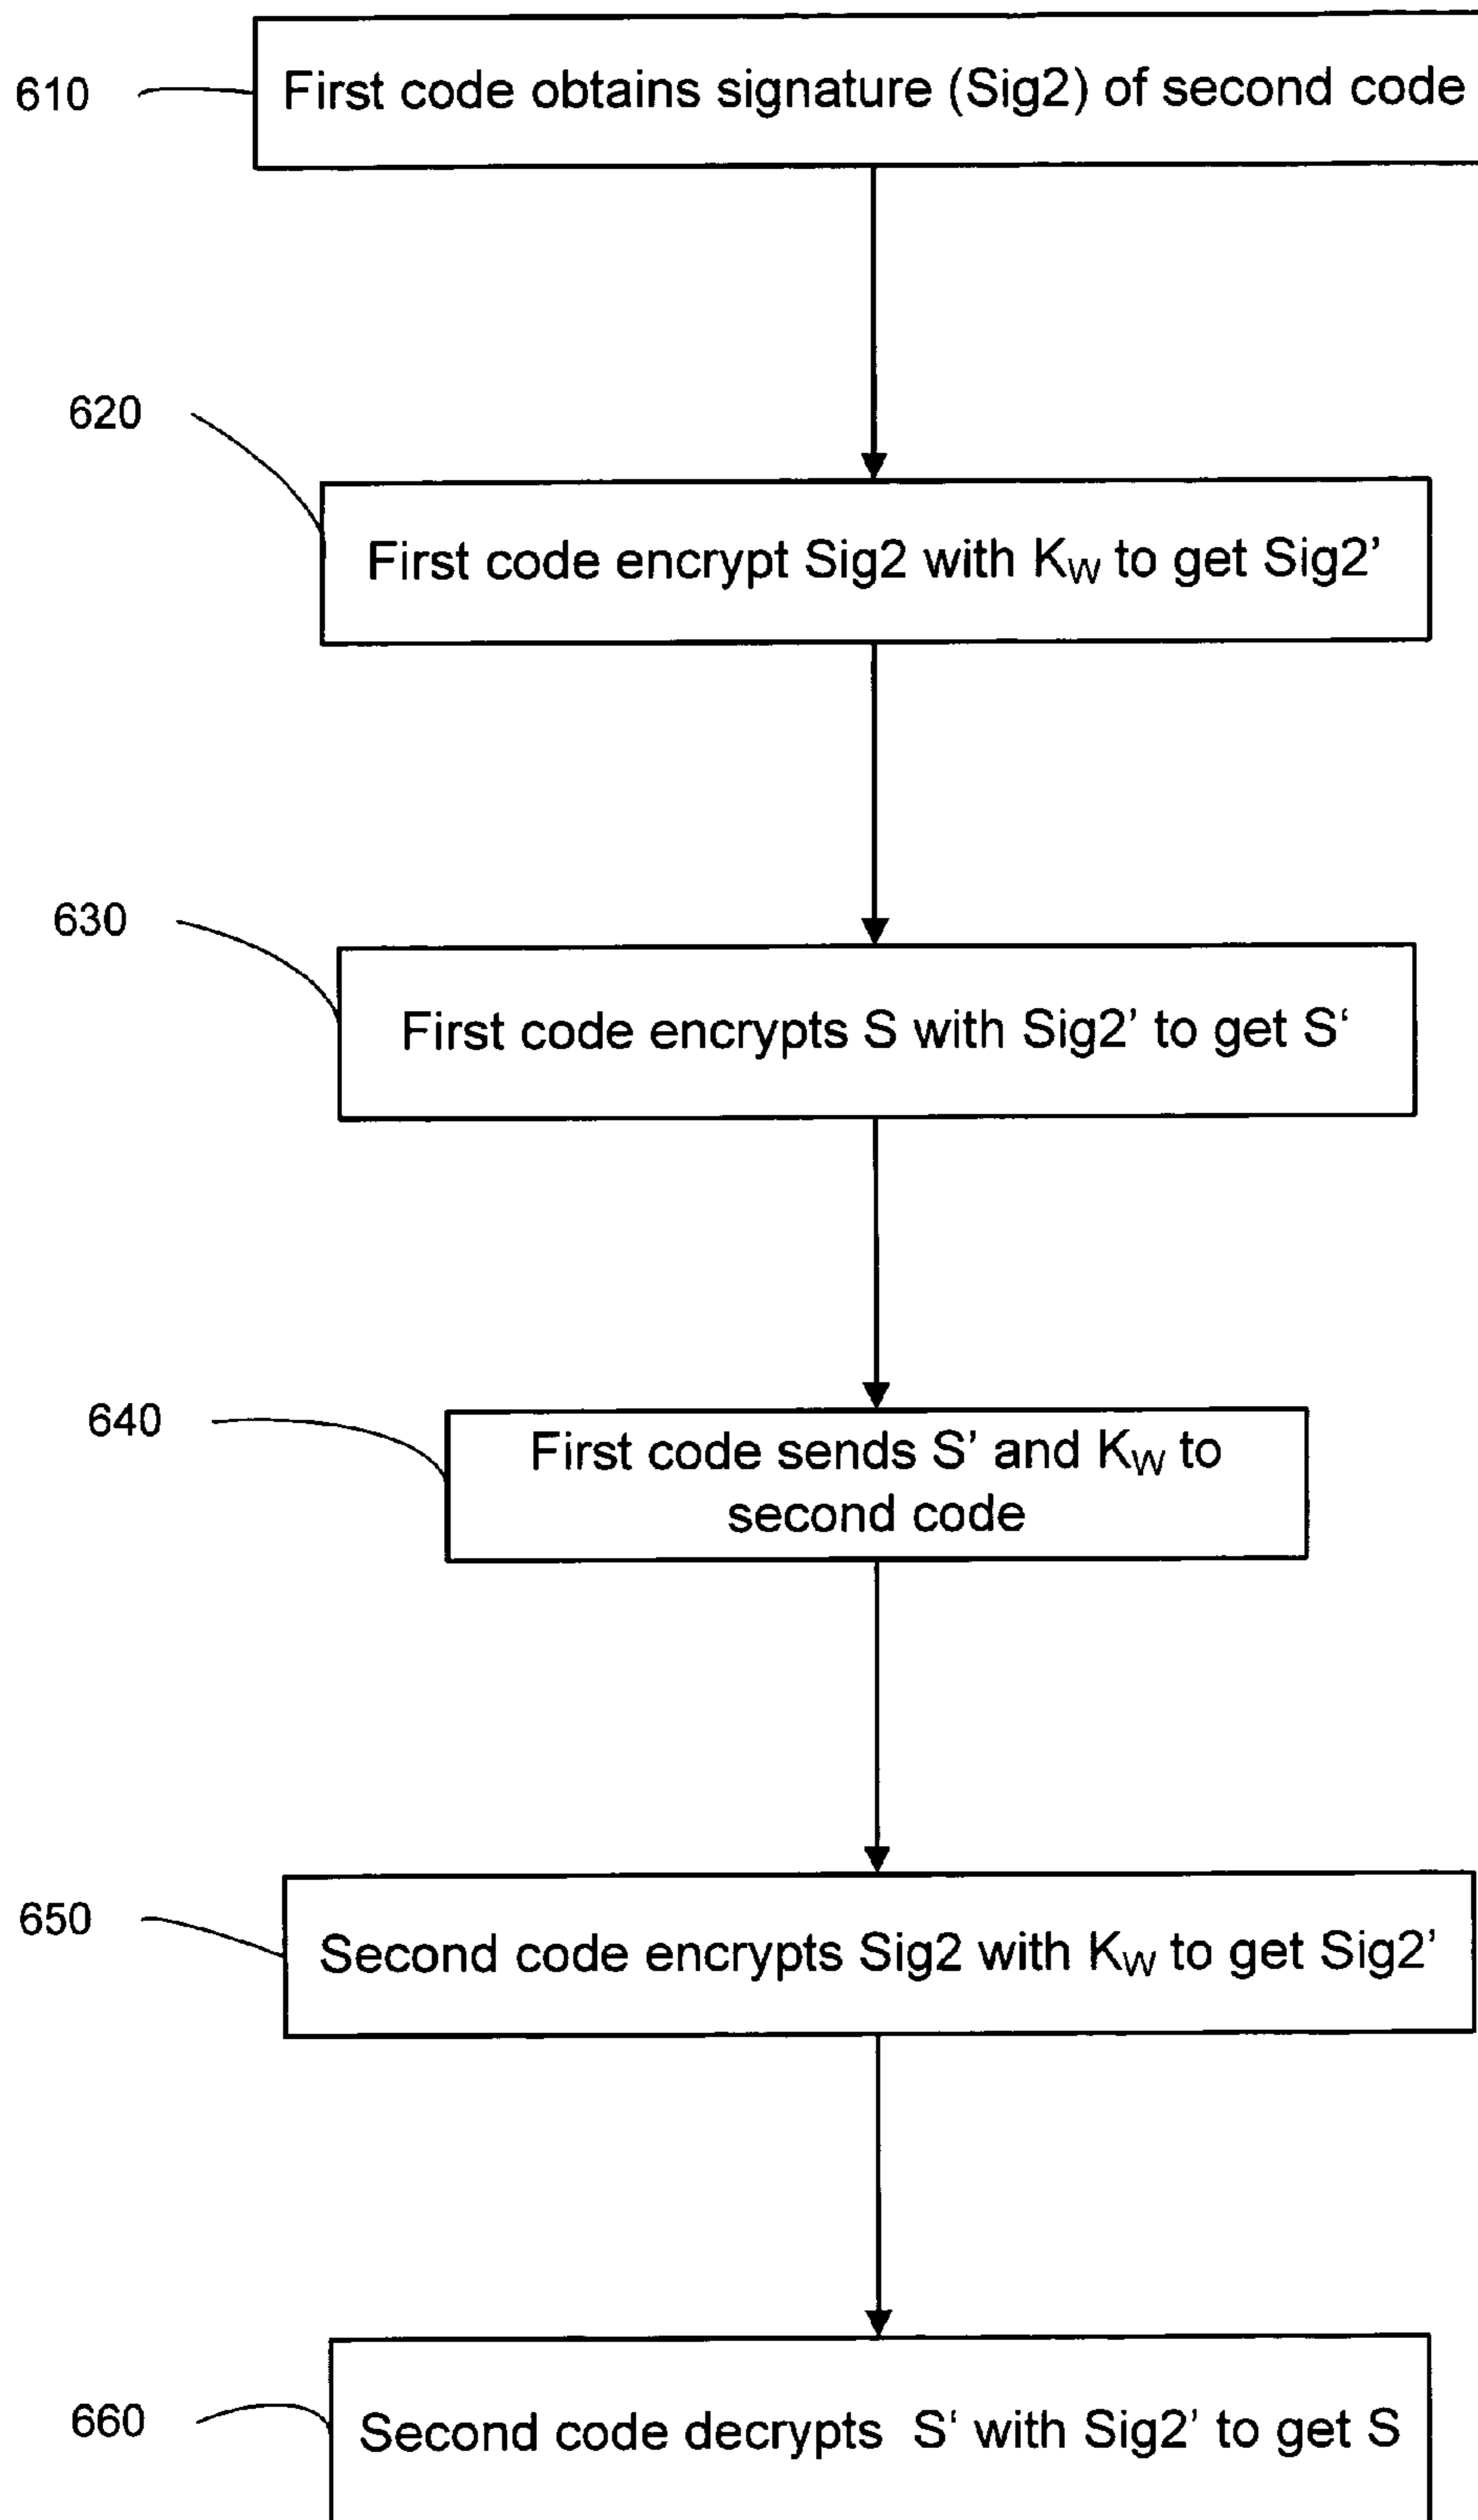 610
First code obtains signature (Sig2) of second code
620
First code encrypt Sig2 with KW to get Sig2’
630
First code encrypts S with Sig2’ to get S‘
640
First code sends S’ and KW to
second code
650
Second code encrypts Sig2 with KW to get Sig2’
660
Second code decrypts S‘ with Sig2’ to get S